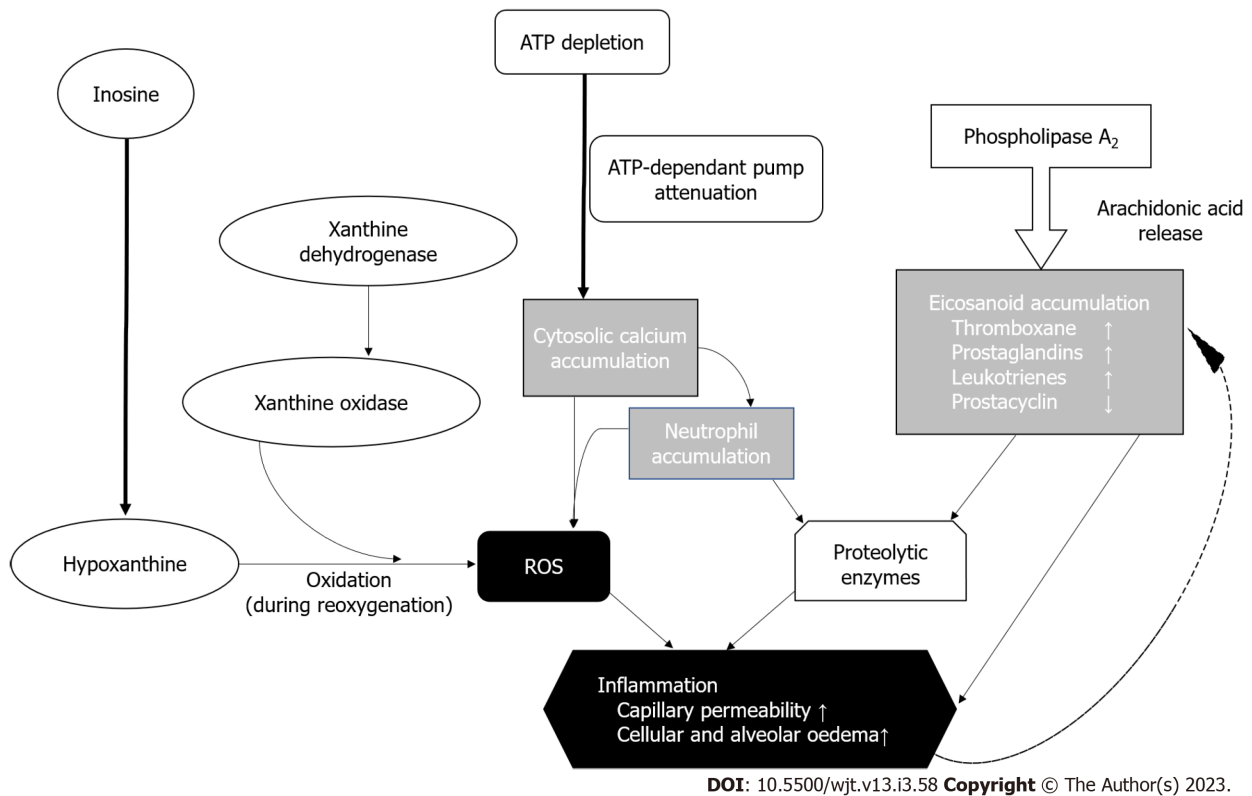 ATP depletion
Inosine
ATP-dependant pump
attenuation
Phospholipase A₂
Arachidonic acid
release
Xanthine
dehydrogenase
Cytosolic calcium
accumulation
Eicosanoid accumulation
Thromboxane ↑
Prostaglandins ↑
Leukotrienes ↑
Prostacyclin ↓
Xanthine oxidase
Neutrophil
accumulation
Hypoxanthine
Oxidation
(during reoxygenation)
ROS
Proteolytic
enzymes
Inflammation
Capillary permeability ↑
Cellular and alveolar oedema↑
DOI: 10.5500/wjt.v13.i3.58 Copyright © The Author(s) 2023.